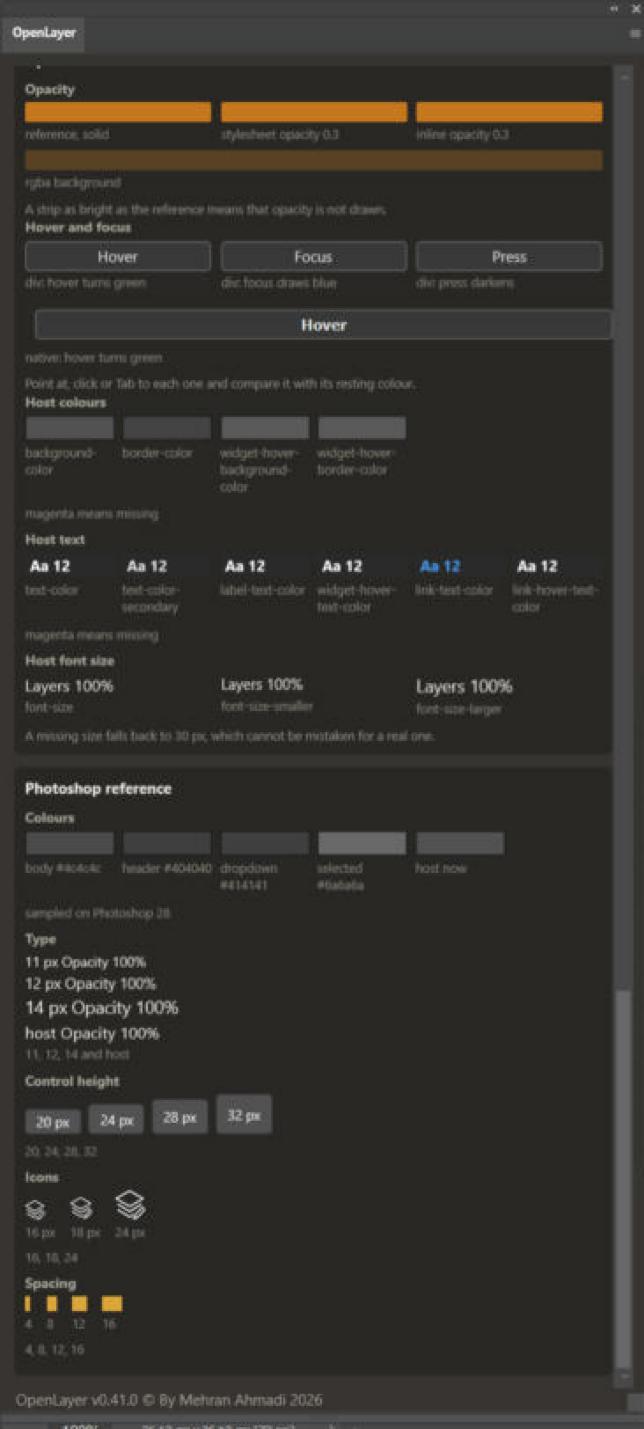 OpenLayer
Opacity
reference, solid stylesheet opacity 0.3 inline opacity 0.3
rgba background
A strip as bright as the reference means that opacity is not drawn.
Hover and focus
Hover Focus Press
div: hover turns green div: focus draws blue div: press darkens
Hover
native: hover turns green
Point at, click or Tab to each one and compare it with its resting colour.
Host colours
background-color border-color widget-hover-background-color widget-hover-border-color
magenta means missing
Host text
Aa 12 Aa 12 Aa 12 Aa 12 Aa 12 Aa 12
text-color text-color-secondary label-text-color widget-hover-text-color link-text-color link-hover-text-color
magenta means missing
Host font size
Layers 100% Layers 100% Layers 100%
font-size font-size-smaller font-size-larger
A missing size falls back to 30 px, which cannot be mistaken for a real one.
Photoshop reference
Colours
body #4c4c4c header #404040 dropdown #414141 selected #6a6a6a host now
sampled on Photoshop 28
Type
11 px Opacity 100%
12 px Opacity 100%
14 px Opacity 100%
host Opacity 100%
11, 12, 14 and host
Control height
20 px 24 px 28 px 32 px
20, 24, 28, 32
Icons
16 px 18 px 24 px
16, 18, 24
Spacing
4 8 12 16
4, 8, 12, 16
OpenLayer v0.41.0 © By Mehran Ahmadi 2026